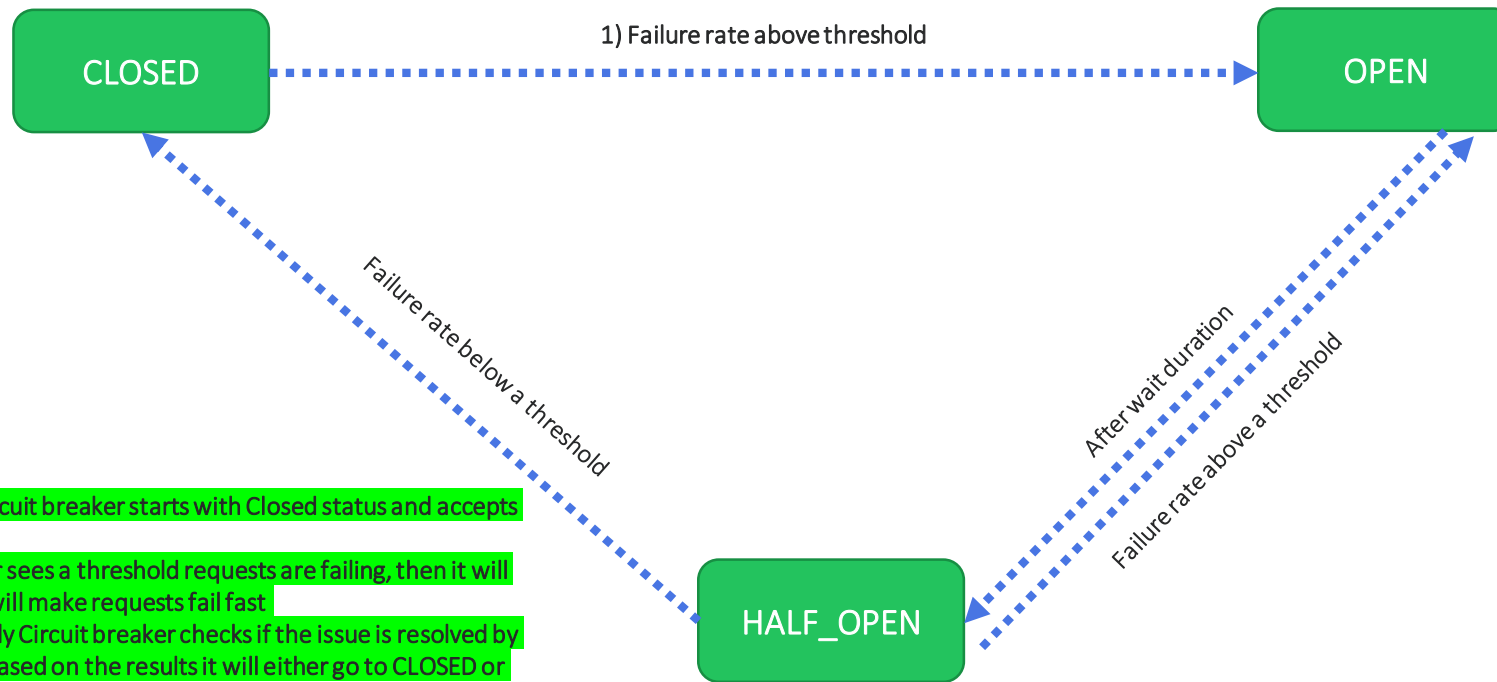 1) Failure rate above threshold
CLOSED
OPEN
Failure rate below a threshold
After wait duration
Failure rate above a threshold
cuit breaker starts with Closed status and accepts
sees a threshold requests are failing, then it will
will make requests fail fast
ly Circuit breaker checks if the issue is resolved by
ased on the results it will either go to CLOSED or
HALF_OPEN